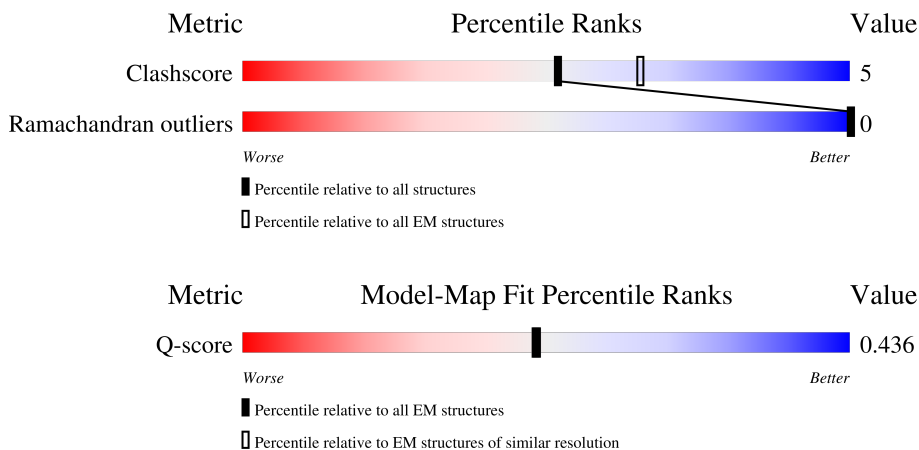 Metric Percentile Ranks Value
Clashscore 5
Ramachandran outliers 0
Worse Better
Percentile relative to all structures
Percentile relative to all EM structures
Metric Model-Map Fit Percentile Ranks Value
Q-score 0.436
Worse Better
Percentile relative to all EM structures
Percentile relative to EM structures of similar resolution